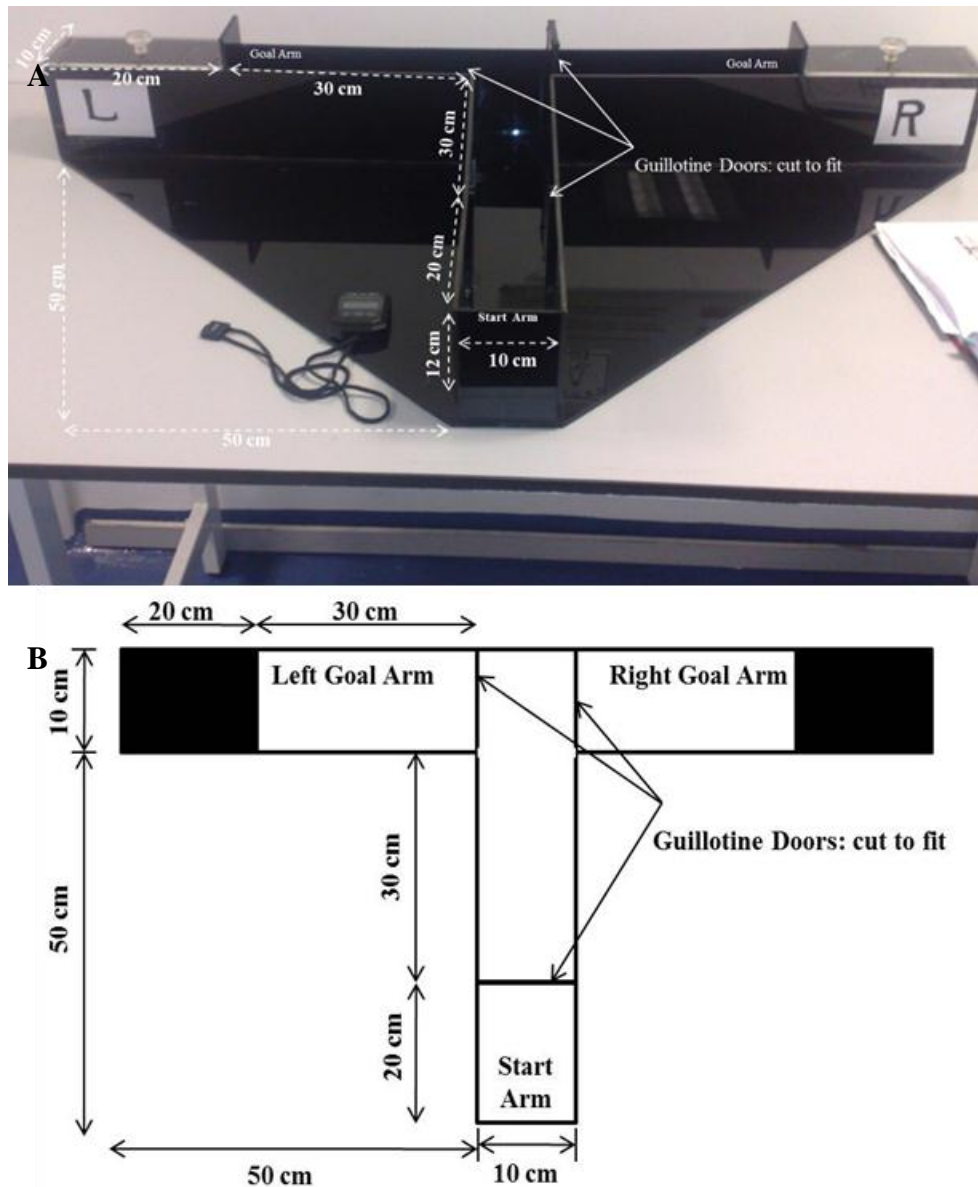 10 cm
Goal Arm
Goal Arm
A
20 cm
30 cm
L
R
30 cm
Guillotine Doors: cut to fit
20 cm
50 cm
Start Arm
12 cm
10 cm
50 cm
20 cm
30 cm
B
Left Goal Arm
Right Goal Arm
10 cm
30 cm
Guillotine Doors: cut to fit
50 cm
20 cm
Start
Arm
50 cm
10 cm